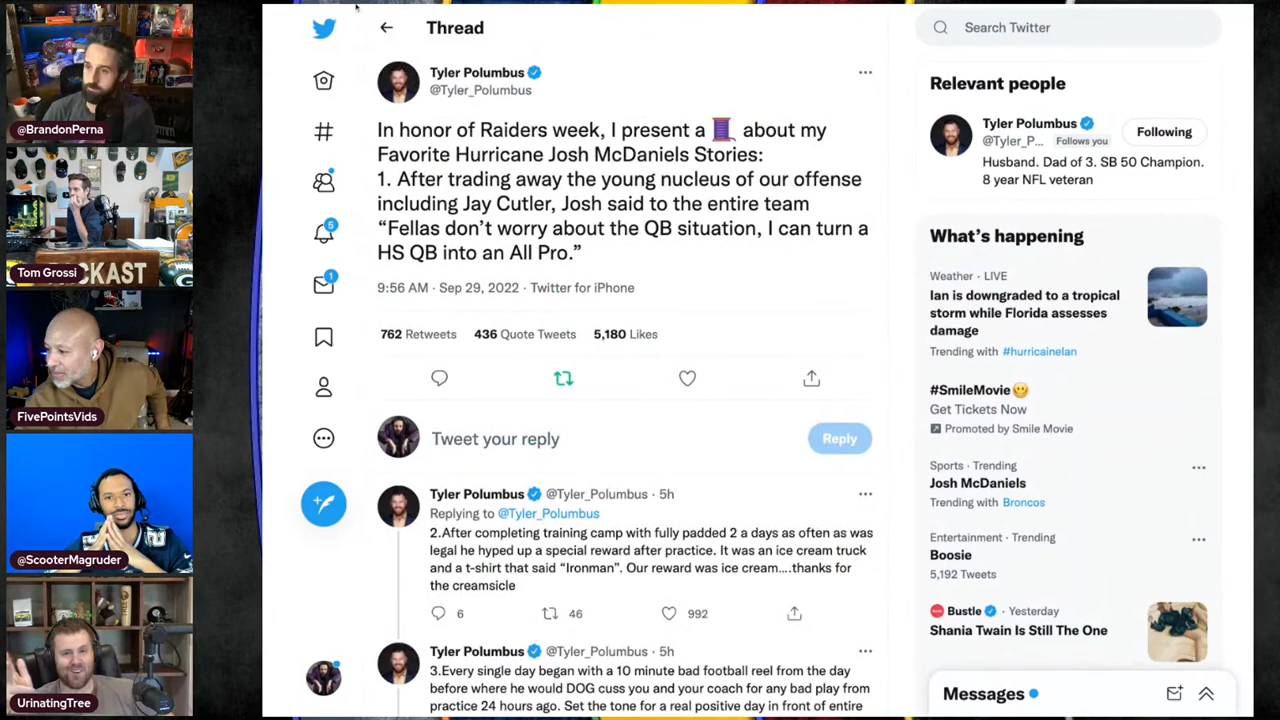 @BrandonPerna
Tom Grossi
PACKAST
FivePointsVids
@ScooterMagruder
UrinatingTree
Thread
Tyler Polumbus
@Tyler_Polumbus
In honor of Raiders week, I present a 🧵 about my
Favorite Hurricane Josh McDaniels Stories:
1. After trading away the young nucleus of our offense
including Jay Cutler, Josh said to the entire team
“Fellas don’t worry about the QB situation, I can turn a
HS QB into an All Pro.”
9:56 AM · Sep 29, 2022 · Twitter for iPhone
762 Retweets 436 Quote Tweets 5,180 Likes
Tweet your reply
Reply
Tyler Polumbus @Tyler_Polumbus · 5h
Replying to @Tyler_Polumbus
2.After completing training camp with fully padded 2 a days as often as was
legal he hyped up a special reward after practice. It was an ice cream truck
and a t-shirt that said “Ironman”. Our reward was ice cream....thanks for
the creamsicle
6 46 992
Tyler Polumbus @Tyler_Polumbus · 5h
3.Every single day began with a 10 minute bad football reel from the day
before where he would DOG cuss you and your coach for any bad play from
practice 24 hours ago. Set the tone for a real positive day in front of entire
5
1
Search Twitter
Relevant people
Tyler Polumbus
@Tyler_P... Follows you
Following
Husband. Dad of 3. SB 50 Champion.
8 year NFL veteran
What’s happening
Weather · LIVE
Ian is downgraded to a tropical
storm while Florida assesses
damage
Trending with #hurricaneIan
#SmileMovie
Get Tickets Now
Promoted by Smile Movie
Sports · Trending
Josh McDaniels
Trending with Broncos
Entertainment · Trending
Boosie
5,192 Tweets
Bustle · Yesterday
Shania Twain Is Still The One
Messages